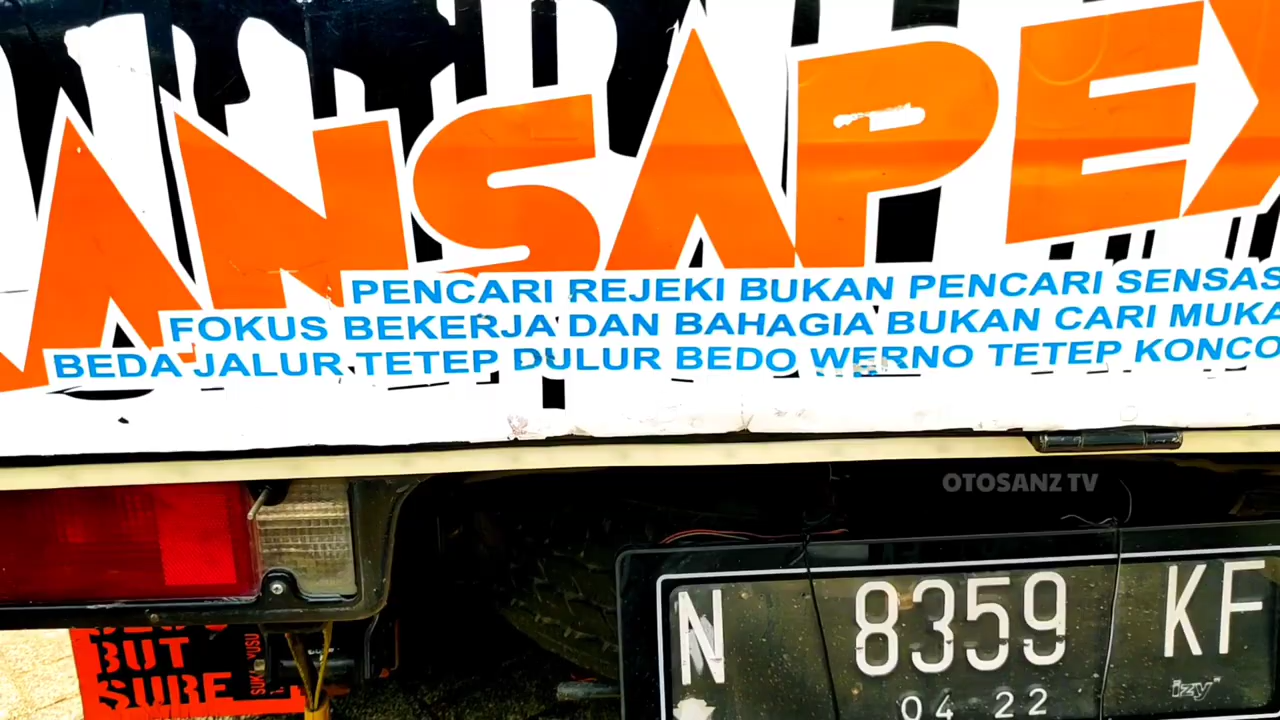 ANSAPEX
PENCARI REJEKI BUKAN PENCARI SENSAS
FOKUS BEKERJA DAN BAHAGIA BUKAN CARI MUKA
BEDA JALUR TETEP DULUR BEDO WERNO TETEP KONCO
OTOSANZ TV
N 8359 KF
04 22
izy
BUT
SURE